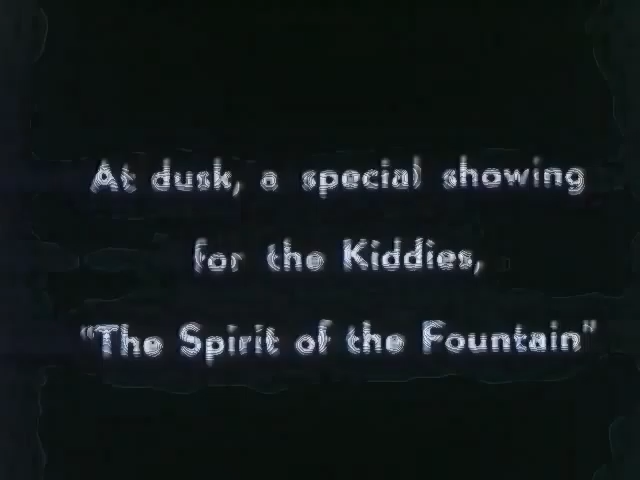 At dusk, a special showing
for the Kiddies,
"The Spirit of the Fountain"